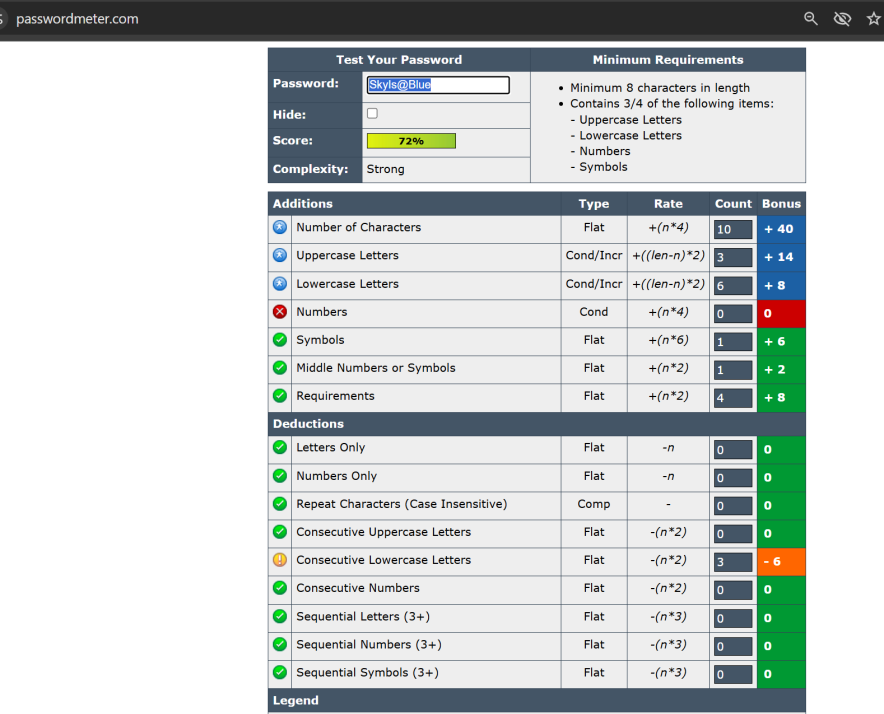 passwordmeter.com
Test Your Password Minimum Requirements
Password: SkyIs@Blue
• Minimum 8 characters in length
• Contains 3/4 of the following items:
- Uppercase Letters
- Lowercase Letters
- Numbers
- Symbols
Hide:
Score: 72%
Complexity: Strong
Additions Type Rate Count Bonus
Number of Characters Flat +(n*4) 10 + 40
Uppercase Letters Cond/Incr +((len-n)*2) 3 + 14
Lowercase Letters Cond/Incr +((len-n)*2) 6 + 8
Numbers Cond +(n*4) 0 0
Symbols Flat +(n*6) 1 + 6
Middle Numbers or Symbols Flat +(n*2) 1 + 2
Requirements Flat +(n*2) 4 + 8
Deductions
Letters Only Flat -n 0 0
Numbers Only Flat -n 0 0
Repeat Characters (Case Insensitive) Comp - 0 0
Consecutive Uppercase Letters Flat -(n*2) 0 0
Consecutive Lowercase Letters Flat -(n*2) 3 - 6
Consecutive Numbers Flat -(n*2) 0 0
Sequential Letters (3+) Flat -(n*3) 0 0
Sequential Numbers (3+) Flat -(n*3) 0 0
Sequential Symbols (3+) Flat -(n*3) 0 0
Legend